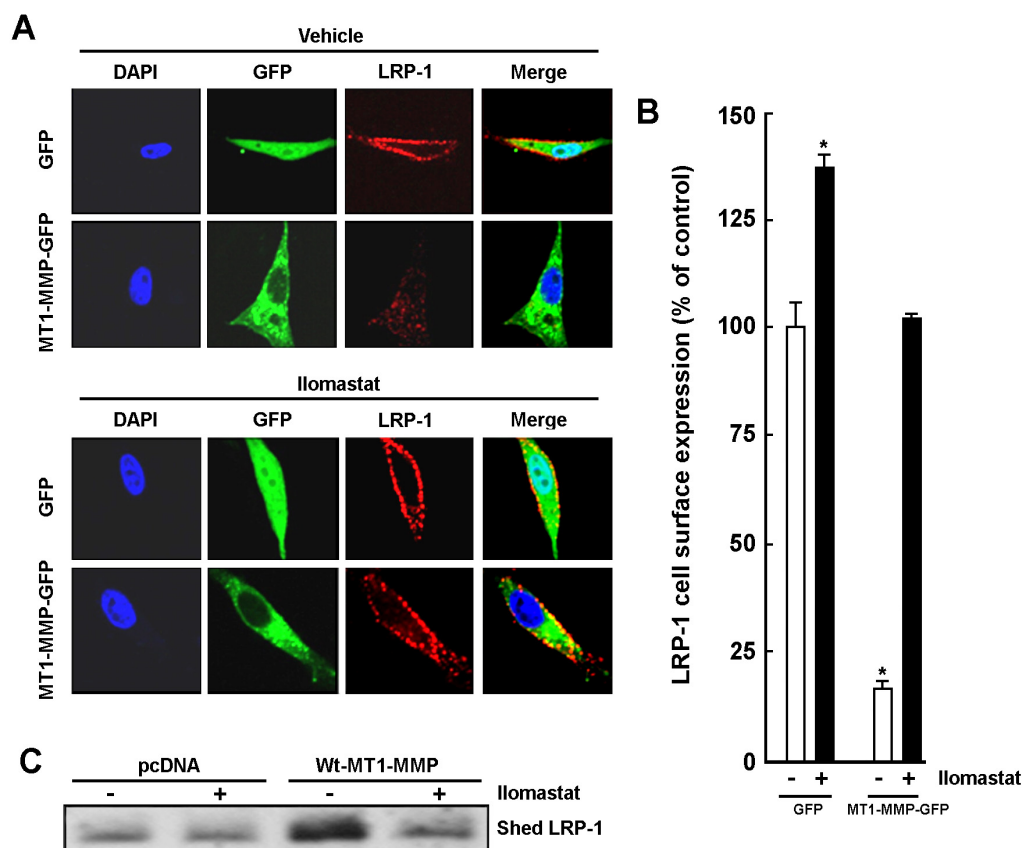 A
Vehicle
DAPI GFP LRP-1 Merge
GFP
MT1-MMP-GFP
Ilomastat
DAPI GFP LRP-1 Merge
GFP
MT1-MMP-GFP
B
LRP-1 cell surface expression (% of control)
150
125
100
75
50
25
0
* *
- + - + Ilomastat
GFP MT1-MMP-GFP
C
pcDNA Wt-MT1-MMP
- + - + Ilomastat
Shed LRP-1